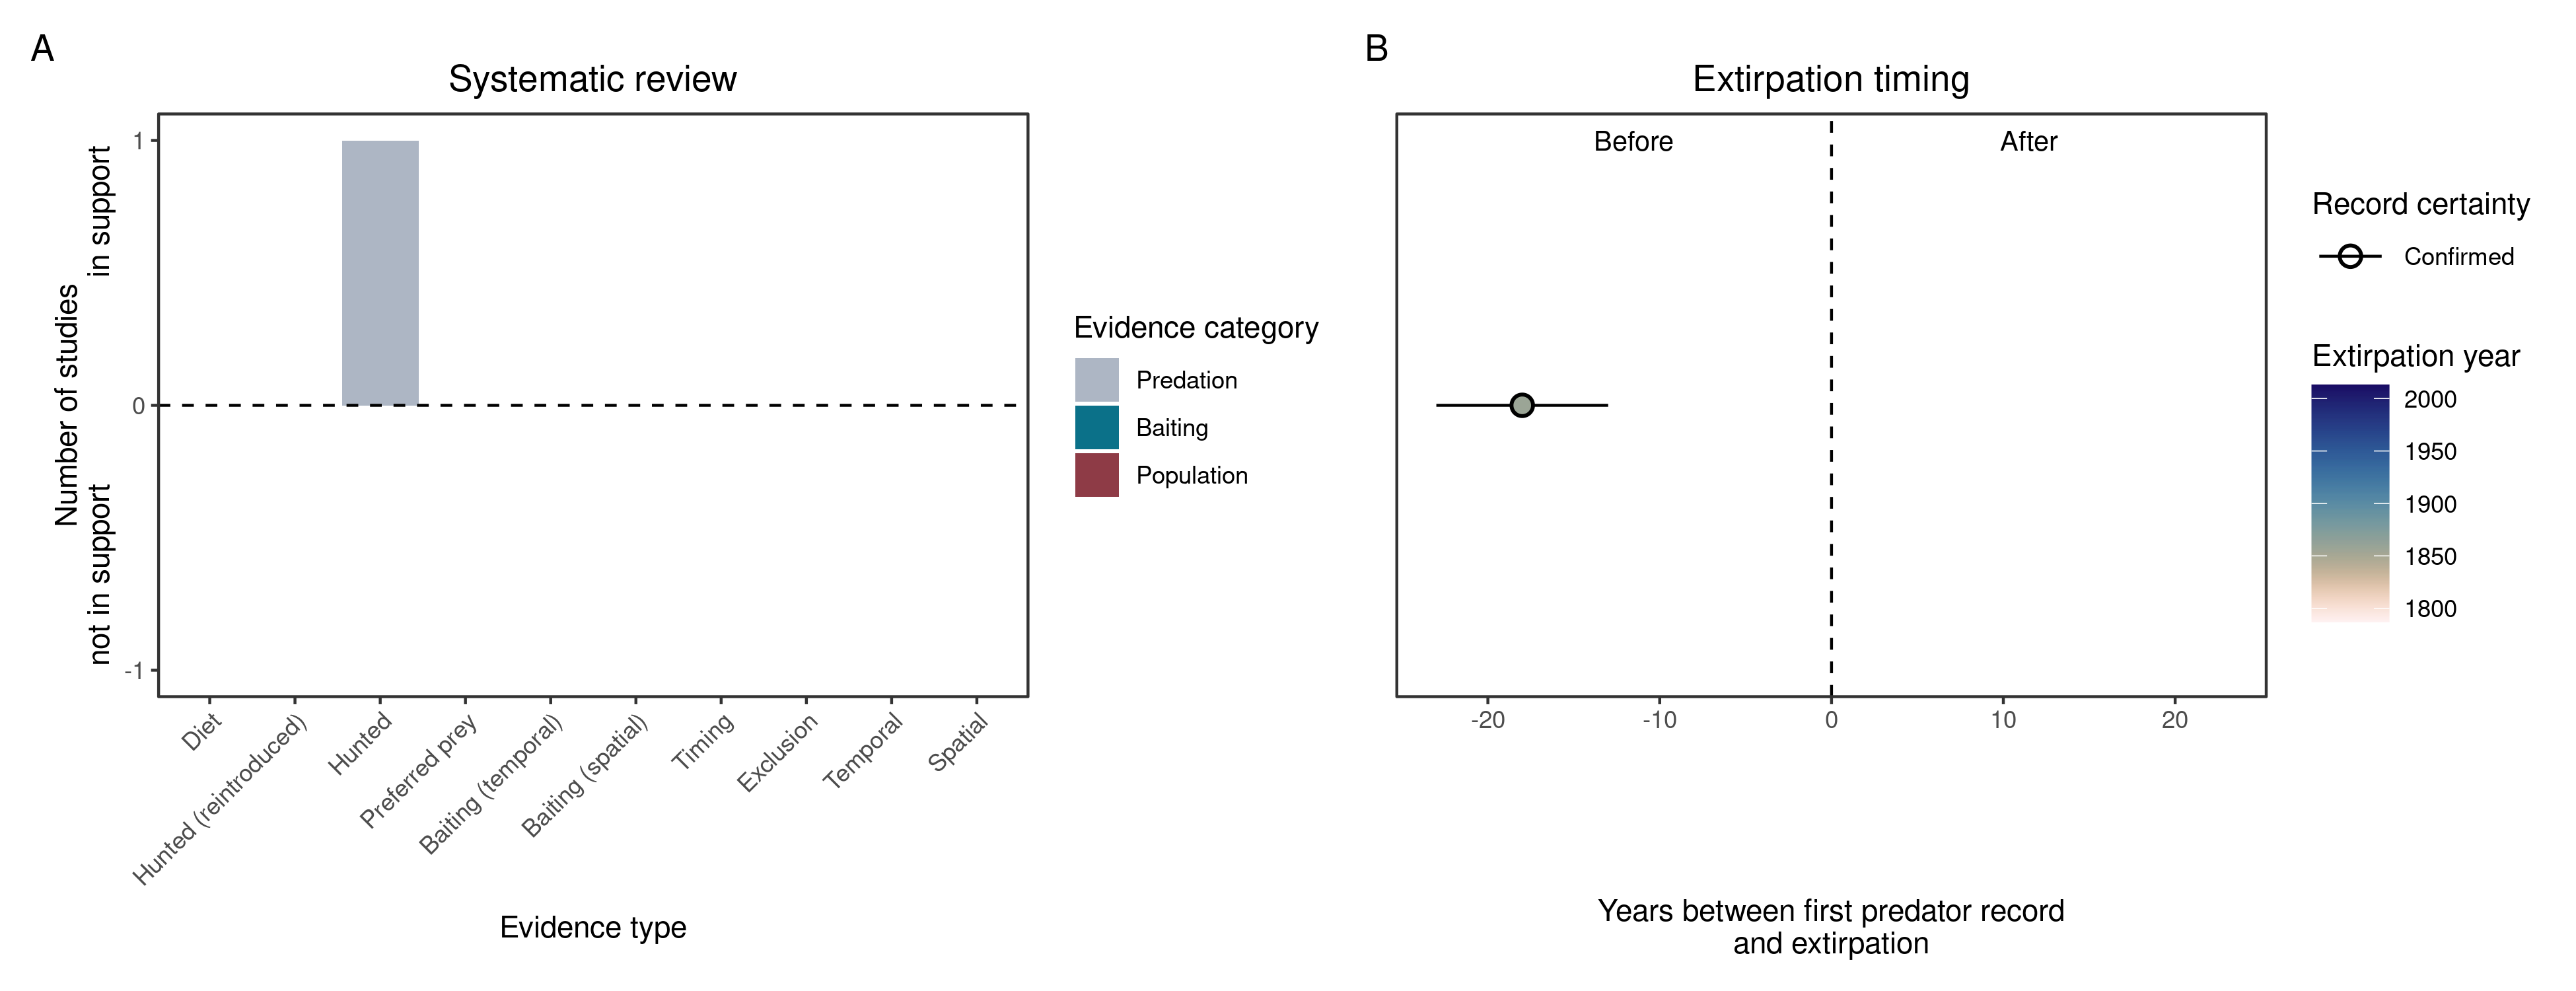 A
Systematic review
Number of studies
in support
not in support
1
0
-1
Diet
Hunted (reintroduced)
Hunted
Preferred prey
Baiting (temporal)
Baiting (spatial)
Timing
Exclusion
Temporal
Spatial
Evidence type
Evidence category
Predation
Baiting
Population
B
Extirpation timing
Before
After
-20
-10
0
10
20
Years between first predator record
and extirpation
Record certainty
Confirmed
Extirpation year
2000
1950
1900
1850
1800